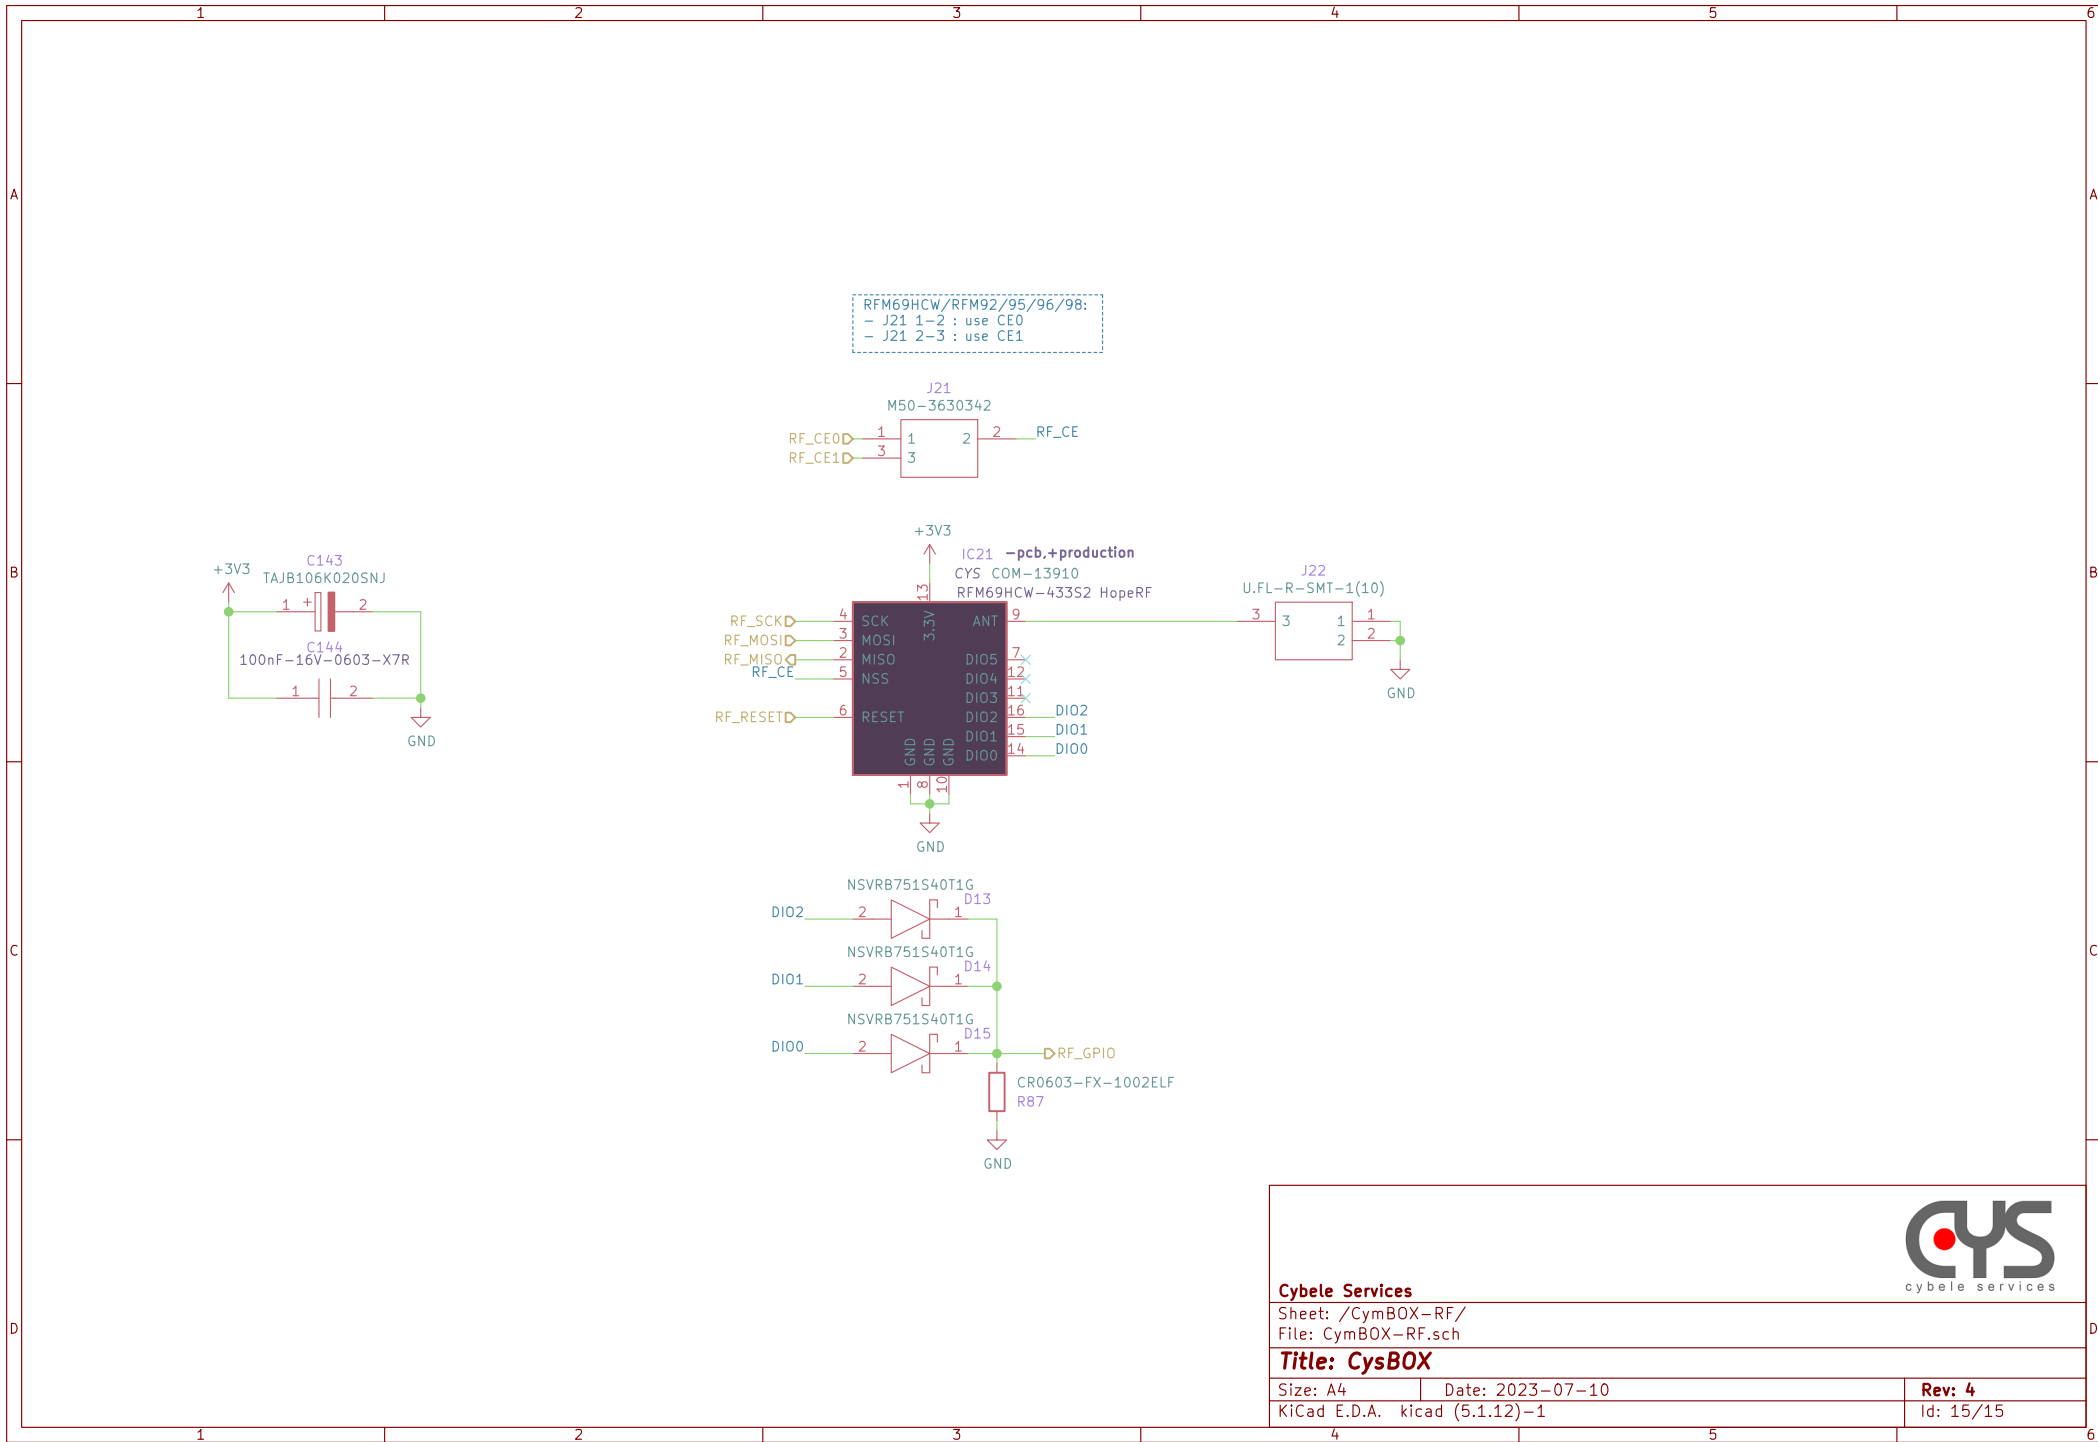 1 2 3 4 5 6
A A
RFM69HCW/RFM92/95/96/98:
- J21 1-2 : use CE0
- J21 2-3 : use CE1
J21
M50-3630342
RF_CE0 1 1 2 2 RF_CE
RF_CE1 3 3
+3V3
IC21 -pcb,+production
CYS COM-13910
RFM69HCW-433S2 HopeRF
13
3.3V
RF_SCK 4 SCK ANT 9
RF_MOSI 3 MOSI
RF_MISO 2 MISO DIO5 7
RF_CE 5 NSS DIO4 12
DIO3 11
RF_RESET 6 RESET DIO2 16 DIO2
DIO1 15 DIO1
DIO0 14 DIO0
GND GND GND
1 8 10
GND
B B
C143
+3V3 TAJB106K020SNJ
1 + 2
C144
100nF-16V-0603-X7R
1 2
GND
J22
U.FL-R-SMT-1(10)
3 3 1 1
2 2
GND
C C
NSVRB751S40T1G
D13
DIO2 2 1
NSVRB751S40T1G
D14
DIO1 2 1
NSVRB751S40T1G
D15
DIO0 2 1 RF_GPIO
CR0603-FX-1002ELF
R87
GND
D D
CYS
cybele services
Cybele Services
Sheet: /CymBOX-RF/
File: CymBOX-RF.sch
Title: CysBOX
Size: A4 Date: 2023-07-10 Rev: 4
KiCad E.D.A. kicad (5.1.12)-1 Id: 15/15
1 2 3 4 5 6